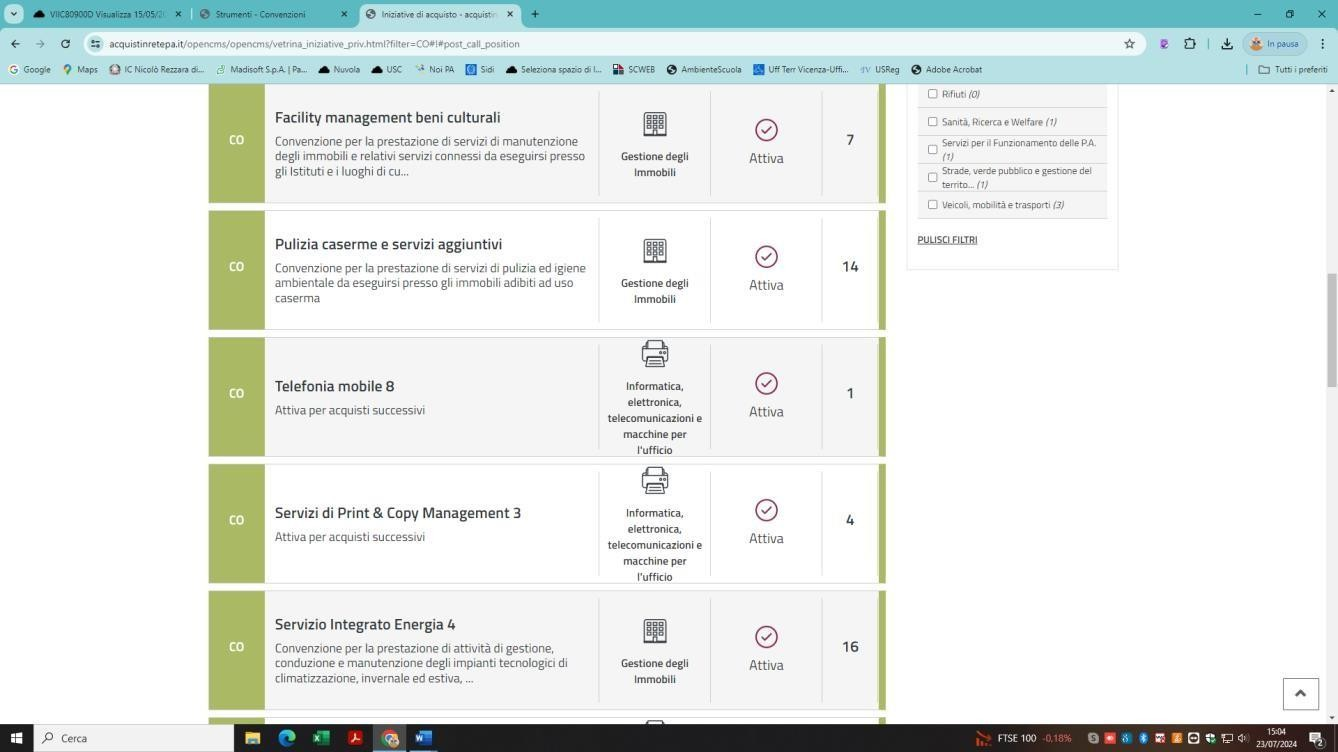 VIIC80900D Visualizza 15/05/20
Strumenti - Convenzioni
Iniziative di acquisto - acquistin
acquistinretepa.it/opencms/opencms/vetrina_iniziative_priv.html?filter=CO#!#post_call_position
In pausa
Google
Maps
IC Nicolò Rezzara di...
Madisoft S.p.A. | Pa...
Nuvola
USC
Noi PA
Sidi
Seleziona spazio di l...
SCWEB
AmbienteScuola
Uff Terr Vicenza-Uffi...
USReg
Adobe Acrobat
Tutti i preferiti
CO
Facility management beni culturali
Convenzione per la prestazione di servizi di manutenzione
degli immobili e relativi servizi connessi da eseguirsi presso
gli Istituti e i luoghi di cu...
Gestione degli
Immobili
Attiva
7
CO
Pulizia caserme e servizi aggiuntivi
Convenzione per la prestazione di servizi di pulizia ed igiene
ambientale da eseguirsi presso gli immobili adibiti ad uso
caserma
Gestione degli
Immobili
Attiva
14
CO
Telefonia mobile 8
Attiva per acquisti successivi
Informatica,
elettronica,
telecomunicazioni e
macchine per
l'ufficio
Attiva
1
CO
Servizi di Print & Copy Management 3
Attiva per acquisti successivi
Informatica,
elettronica,
telecomunicazioni e
macchine per
l'ufficio
Attiva
4
CO
Servizio Integrato Energia 4
Convenzione per la prestazione di attività di gestione,
conduzione e manutenzione degli impianti tecnologici di
climatizzazione, invernale ed estiva, ...
Gestione degli
Immobili
Attiva
16
Rifiuti (0)
Sanità, Ricerca e Welfare (1)
Servizi per il Funzionamento delle P.A.
(1)
Strade, verde pubblico e gestione del
territo... (1)
Veicoli, mobilità e trasporti (3)
PULISCI FILTRI
Cerca
FTSE 100 -0,18%
15:04
23/07/2024